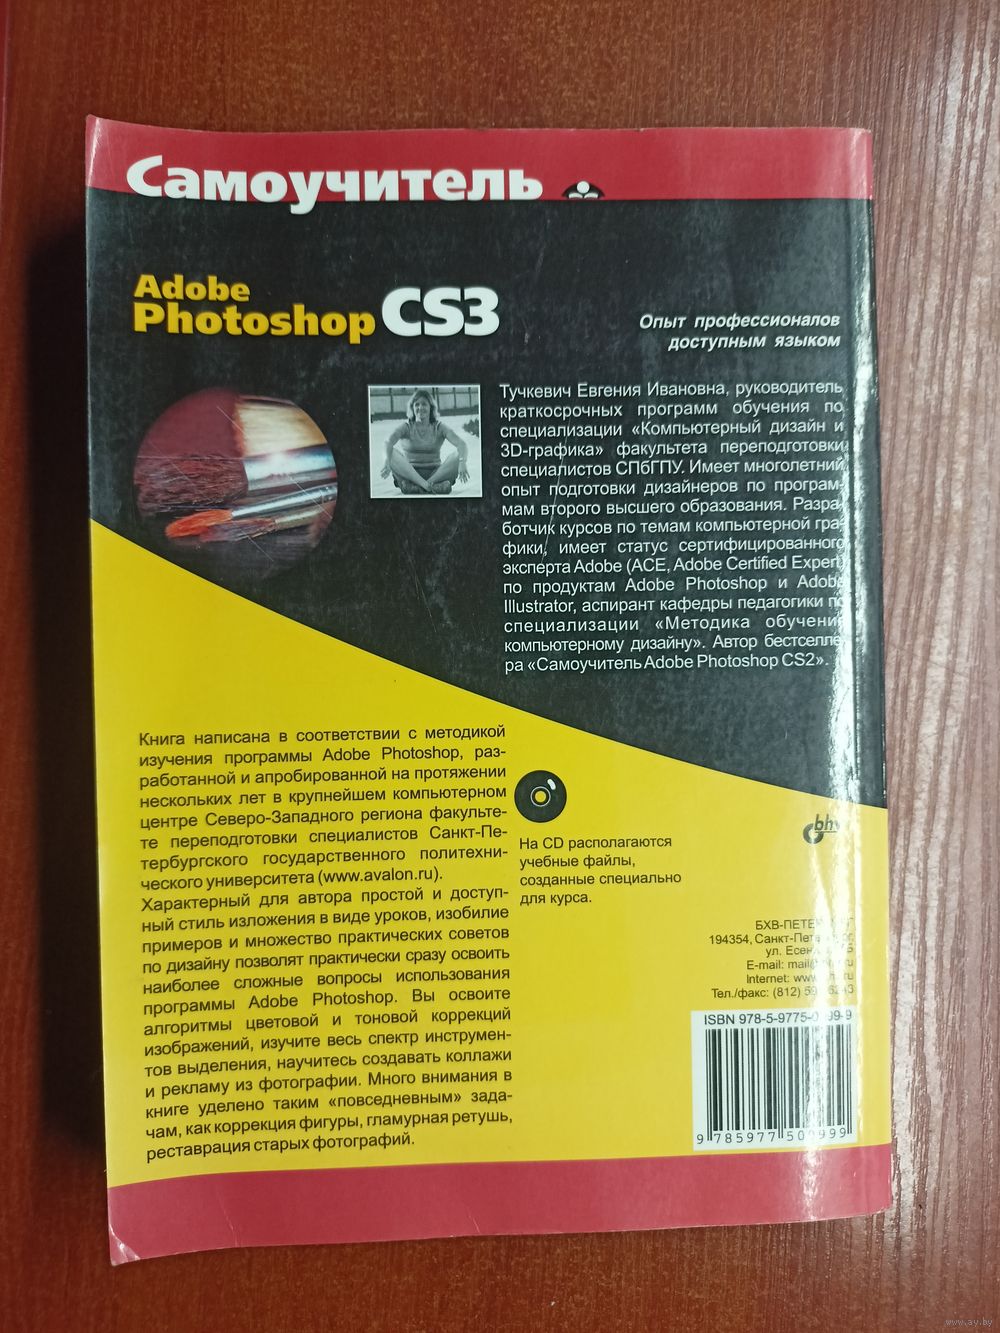 Самоучитель
Adobe
Photoshop CS3
Опыт профессионалов
доступным языком
Тучкевич Евгения Ивановна, руководитель
краткосрочных программ обучения по
специализации «Компьютерный дизайн и
3D-графика» факультета переподготовки
специалистов СПбГПУ. Имеет многолетний
опыт подготовки дизайнеров по програм-
мам второго высшего образования. Разра-
ботчик курсов по темам компьютерной гра-
фики, имеет статус сертифицированного
эксперта Adobe (ACE, Adobe Certified Expert)
по продуктам Adobe Photoshop и Adobe
Illustrator, аспирант кафедры педагогики по
специализации «Методика обучения
компьютерному дизайну». Автор бестселле-
ра «Самоучитель Adobe Photoshop CS2».
Книга написана в соответствии с методикой
изучения программы Adobe Photoshop, раз-
работанной и апробированной на протяжении
нескольких лет в крупнейшем компьютерном
центре Северо-Западного региона факульте-
те переподготовки специалистов Санкт-Пе-
тербургского государственного политехни-
ческого университета (www.avalon.ru).
Характерный для автора простой и доступ-
ный стиль изложения в виде уроков, изобилие
примеров и множество практических советов
по дизайну позволят практически сразу освоить
наиболее сложные вопросы использования
программы Adobe Photoshop. Вы освоите
алгоритмы цветовой и тоновой коррекций
изображений, изучите весь спектр инструмен-
тов выделения, научитесь создавать коллажи
и рекламу из фотографии. Много внимания в
книге уделено таким «повседневным» зада-
чам, как коррекция фигуры, гламурная ретушь,
реставрация старых фотографий.
На CD располагаются
учебные файлы,
созданные специально
для курса.
bhv
194354, Санкт-Петербург,
ул.
E-mail:
Internet:
Тел./факс: (812)
ISBN
9 785977 500999
www.ay.by